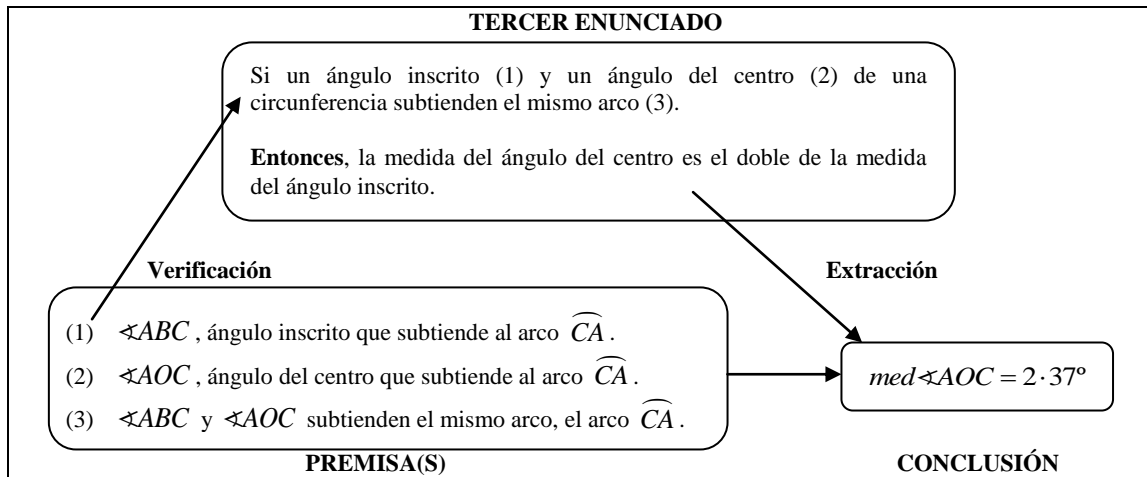 TERCER ENUNCIADO
Si un ángulo inscrito (1) y un ángulo del centro (2) de una
circunferencia subtienden el mismo arco (3).
Entonces, la medida del ángulo del centro es el doble de la medida
del ángulo inscrito.
Verificación
Extracción
(1) ∢ABC , ángulo inscrito que subtiende al arco C͡A .
(2) ∢AOC , ángulo del centro que subtiende al arco C͡A .
(3) ∢ABC y ∢AOC subtienden el mismo arco, el arco C͡A .
med∢AOC = 2·37º
PREMISA(S)
CONCLUSIÓN